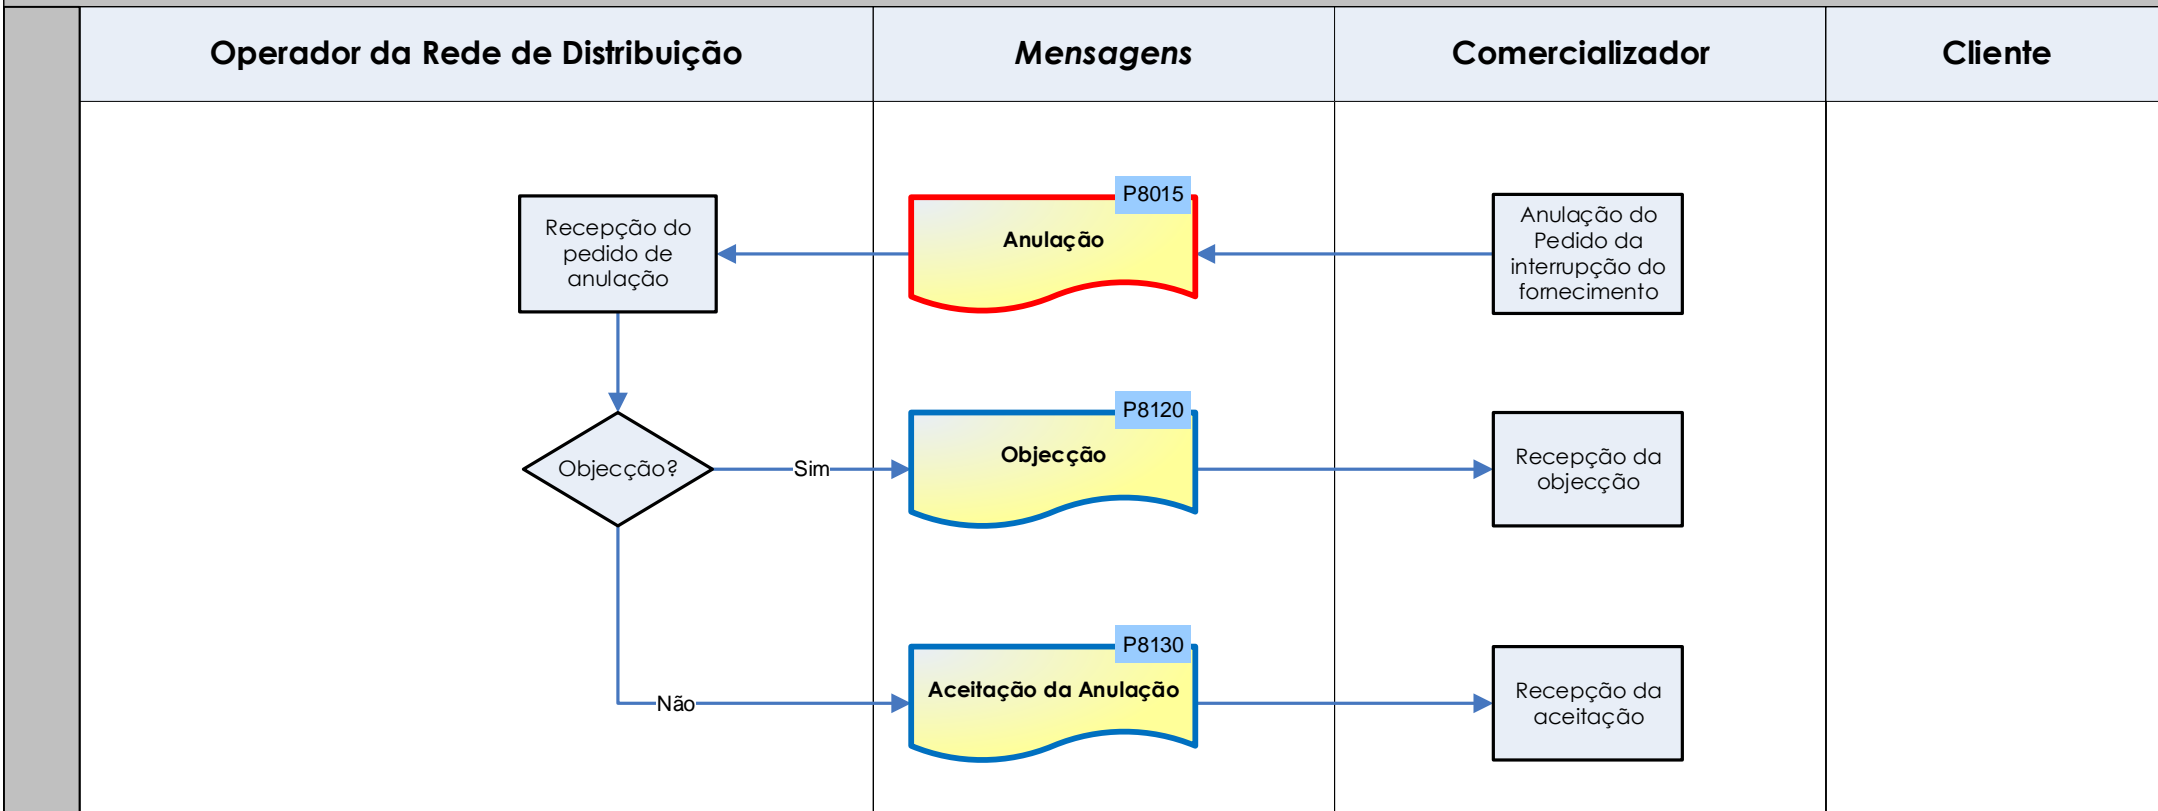 Operador da Rede de Distribuição
Mensagens
Comercializador
Cliente
P8015
Recepção do
pedido de
anulação
Anulação
Anulação do
Pedido da
interrupção do
fornecimento
P8120
Objecção?
Sim
Objecção
Recepção da
objecção
P8130
Não
Aceitação da Anulação
Recepção da
aceitação